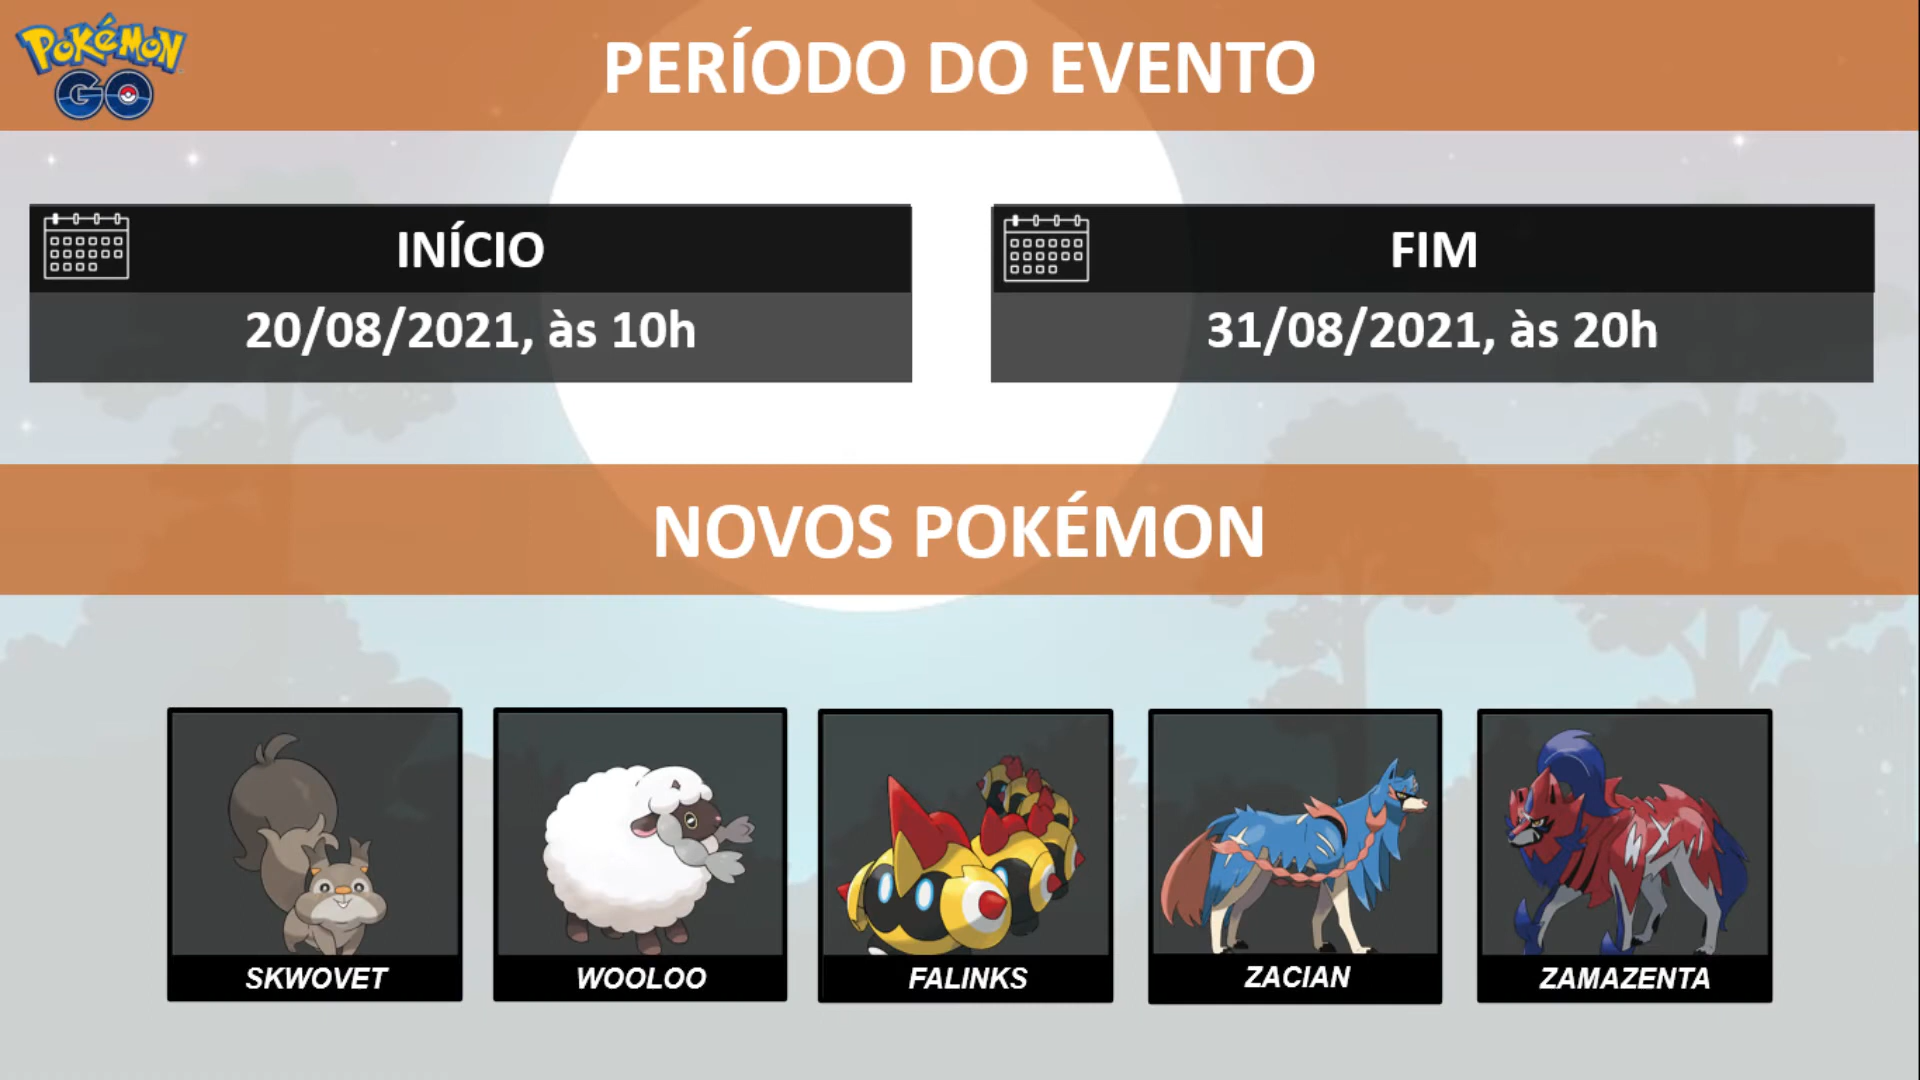 POKÉMON
GO
PERÍODO DO EVENTO
INÍCIO
20/08/2021, às 10h
FIM
31/08/2021, às 20h
NOVOS POKÉMON
SKWOVET
WOOLOO
FALINKS
ZACIAN
ZAMAZENTA